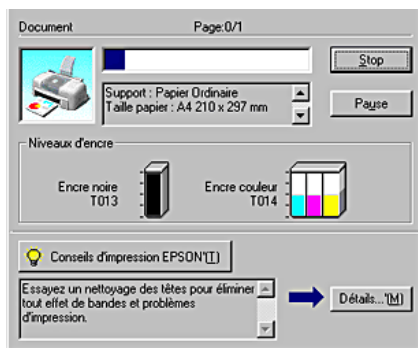 Document Page:0/1
Stop
Support : Papier Ordinaire
Taille papier : A4 210 x 297 mm
Pause
Niveaux d'encre
Encre noire
T013
Encre couleur
T014
Conseils d'impression EPSON'(T)
Essayez un nettoyage des têtes pour éliminer
tout effet de bandes et problèmes
d'impression.
Détails...'(M)